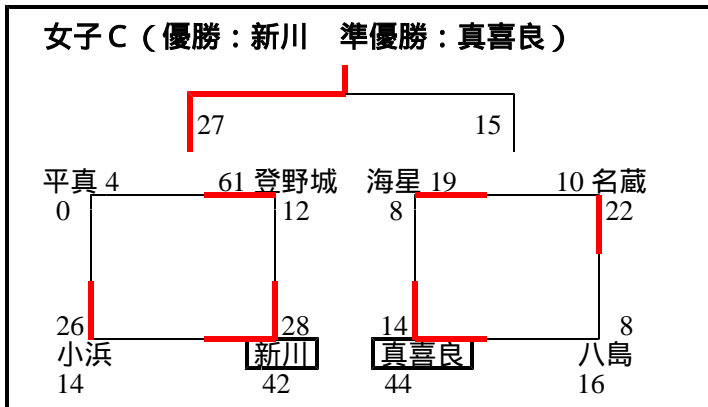 女子C（優勝：新川　準優勝：真喜良）
27 15
平真 4 61 登野城 海星 19 10 名蔵
0 12 8 22
26 28 14 8
小浜 新川 真喜良 八島
14 42 44 16